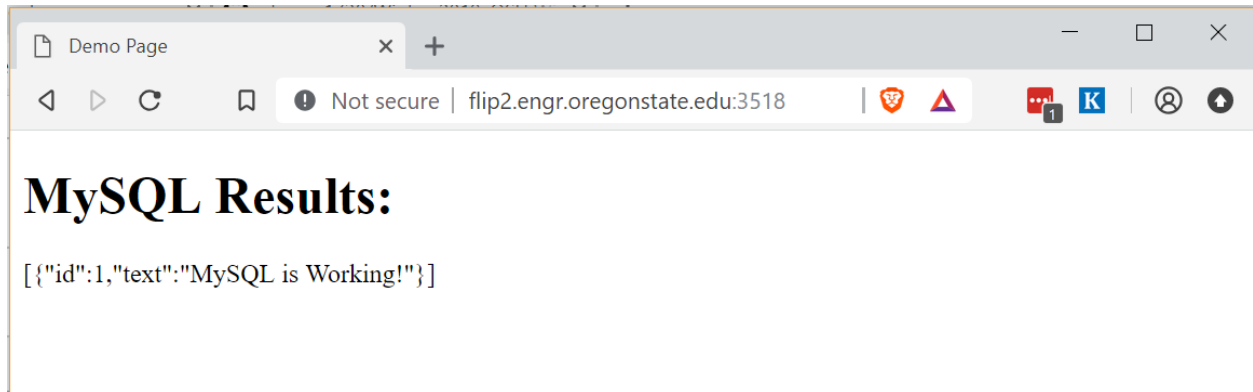 Demo Page
Not secure | flip2.engr.oregonstate.edu:3518
1
K
MySQL Results:
[{"id":1,"text":"MySQL is Working!"}]